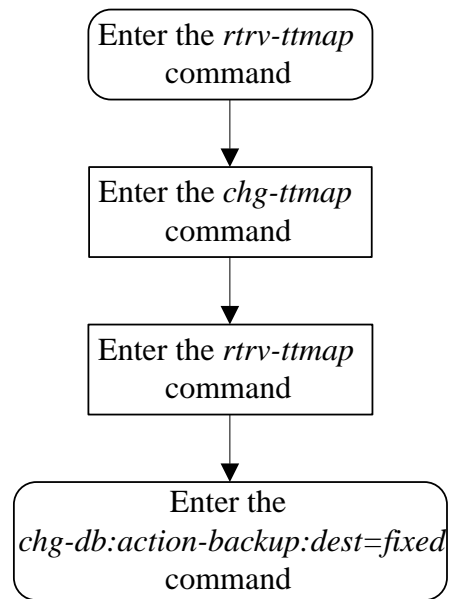 Enter the rtrv-ttmap
command
Enter the chg-ttmap
command
Enter the rtrv-ttmap
command
Enter the
chg-db:action-backup:dest=fixed
command